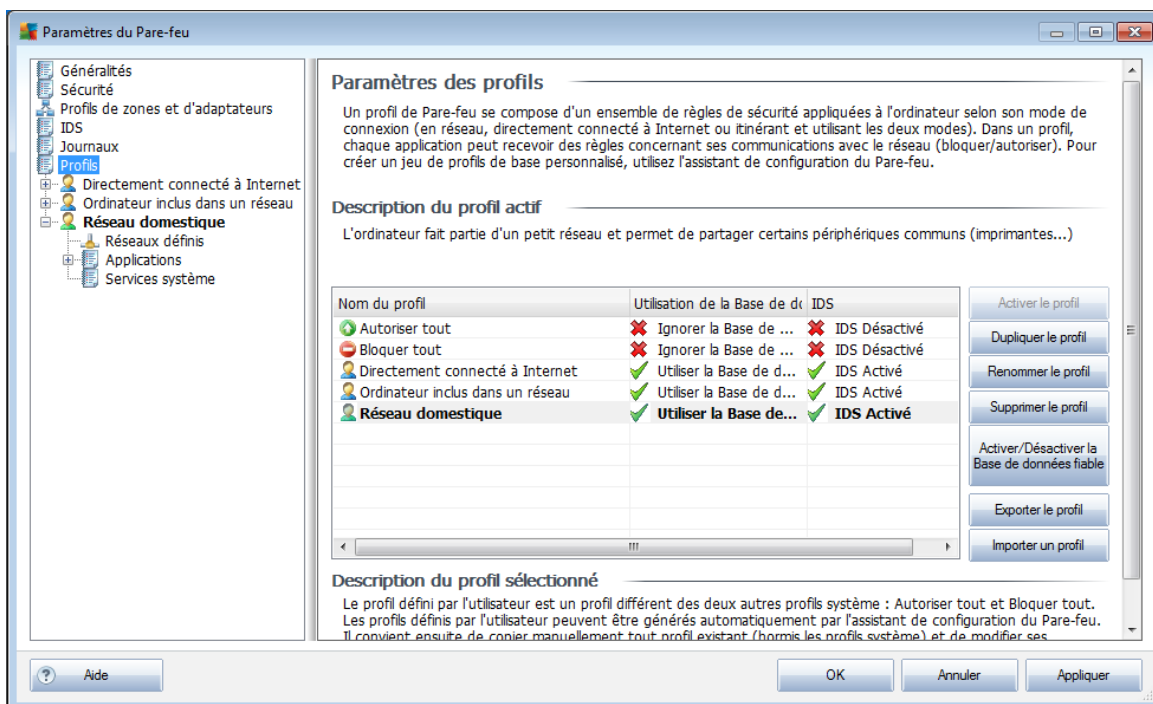 Paramètres du Pare-feu
Généralités
Sécurité
Profils de zones et d'adaptateurs
IDS
Journaux
Profils
Directement connecté à Internet
Ordinateur inclus dans un réseau
Réseau domestique
Réseaux définis
Applications
Services système
Paramètres des profils
Un profil de Pare-feu se compose d'un ensemble de règles de sécurité appliquées à l'ordinateur selon son mode de
connexion (en réseau, directement connecté à Internet ou itinérant et utilisant les deux modes). Dans un profil,
chaque application peut recevoir des règles concernant ses communications avec le réseau (bloquer/autoriser). Pour
créer un jeu de profils de base personnalisé, utilisez l'assistant de configuration du Pare-feu.
Description du profil actif
L'ordinateur fait partie d'un petit réseau et permet de partager certains périphériques communs (imprimantes...)
Nom du profil Utilisation de la Base de do IDS
Autoriser tout Ignorer la Base de ... IDS Désactivé
Bloquer tout Ignorer la Base de ... IDS Désactivé
Directement connecté à Internet Utiliser la Base de d... IDS Activé
Ordinateur inclus dans un réseau Utiliser la Base de d... IDS Activé
Réseau domestique Utiliser la Base de... IDS Activé
Activer le profil
Dupliquer le profil
Renommer le profil
Supprimer le profil
Activer/Désactiver la
Base de données fiable
Exporter le profil
Importer un profil
Description du profil sélectionné
Le profil défini par l'utilisateur est un profil différent des deux autres profils système : Autoriser tout et Bloquer tout.
Les profils définis par l'utilisateur peuvent être générés automatiquement par l'assistant de configuration du Pare-feu.
Il convient ensuite de copier manuellement tout profil existant (hormis les profils système) et de modifier ses
? Aide
OK
Annuler
Appliquer